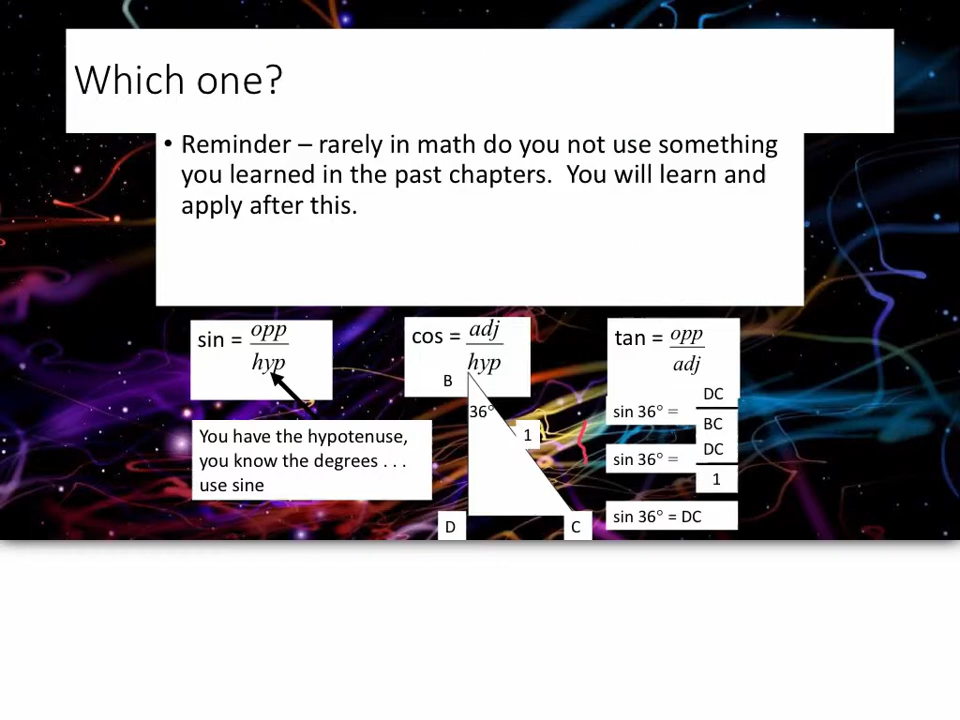 Which one?
• Reminder – rarely in math do you not use something
you learned in the past chapters. You will learn and
apply after this.
sin = opp/hyp
cos = adj/hyp
tan = opp/adj
B
36°
1
D
C
You have the hypotenuse,
you know the degrees . . .
use sine
sin 36° = DC/BC
sin 36° = DC/1
sin 36° = DC